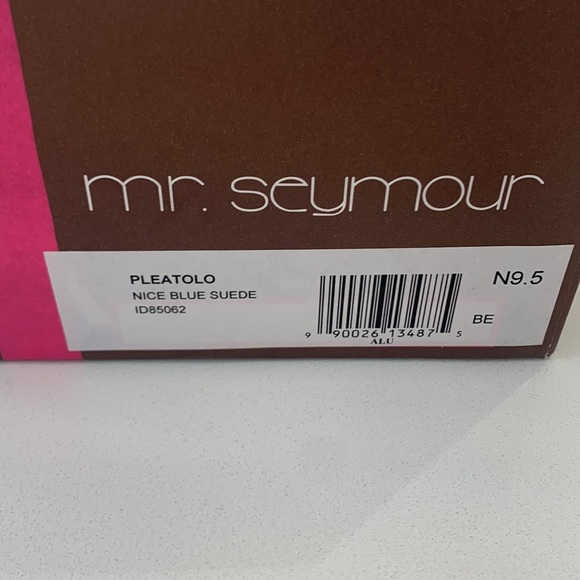 mr. seymour
PLEATOLO
NICE BLUE SUEDE
ID85062
9 90026 13487 5
ALU
BE
N9.5